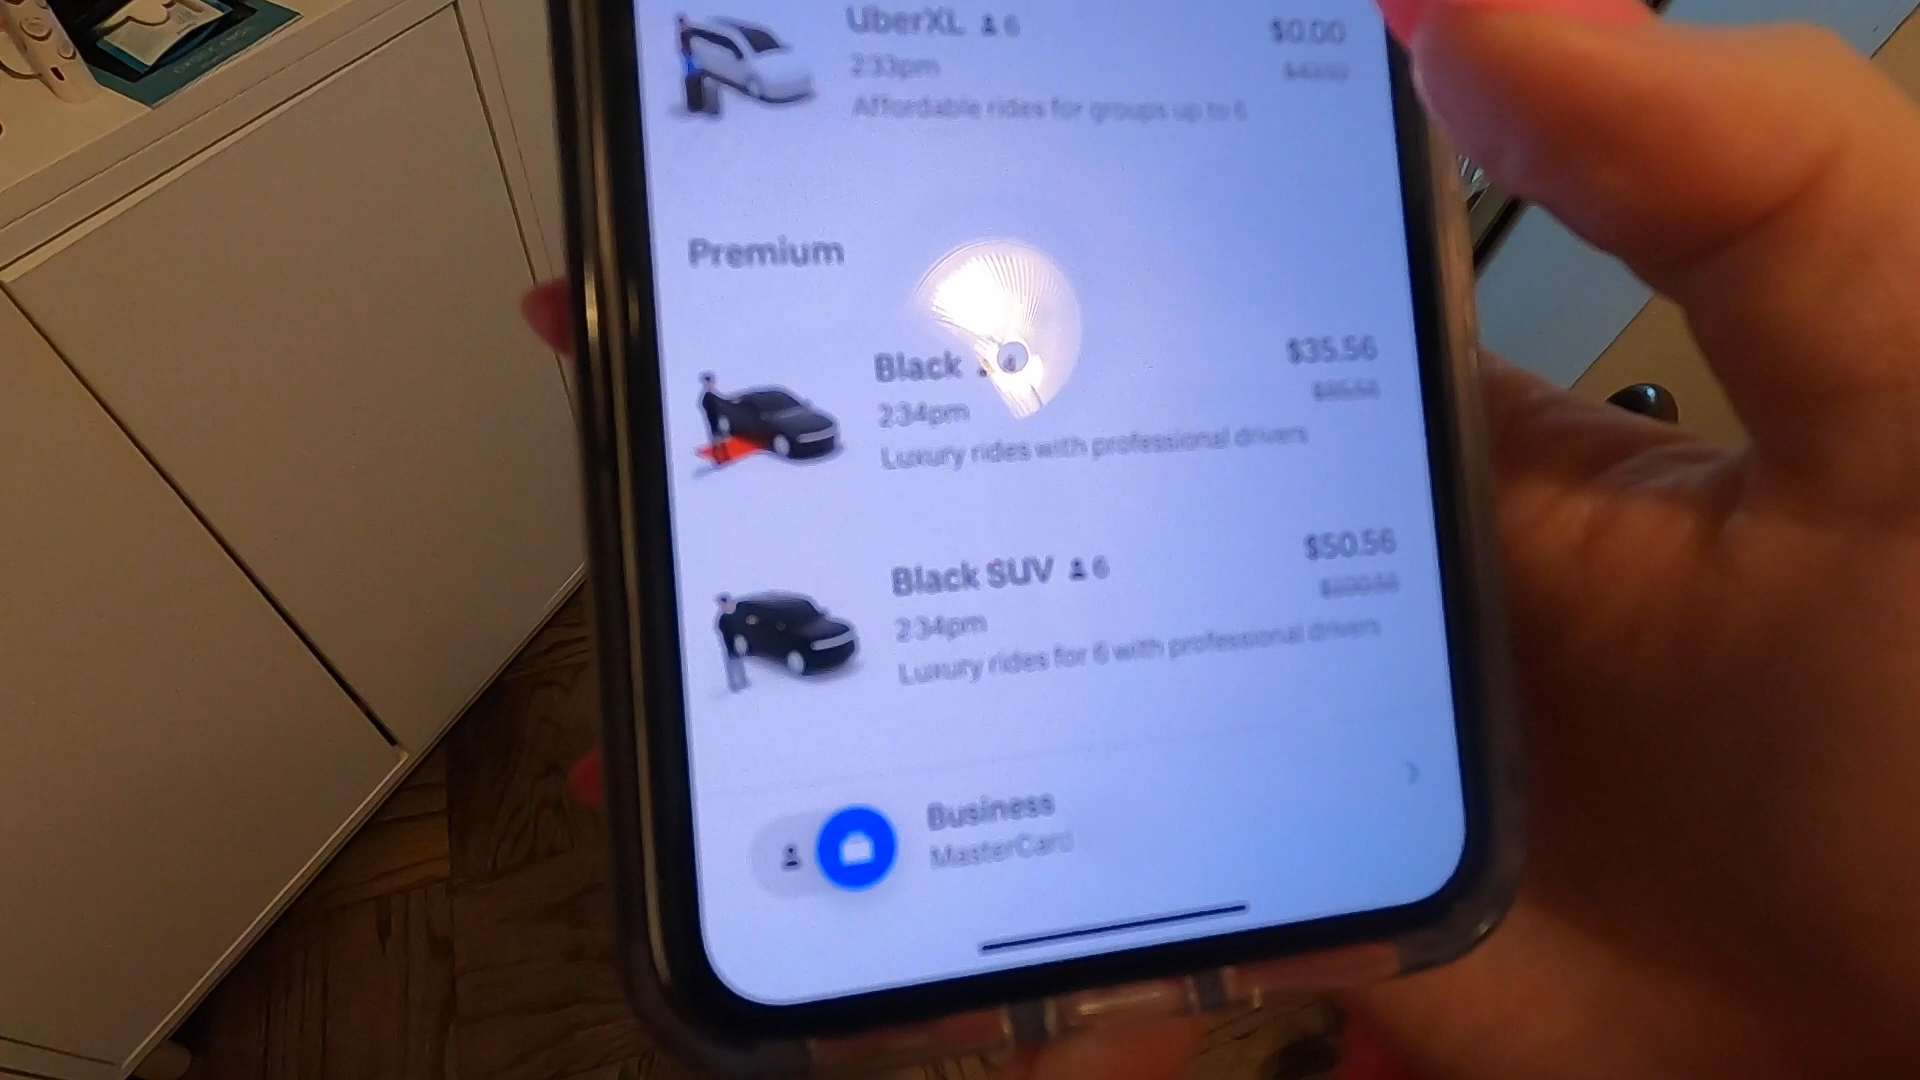 UberXL 6
$0.00
2:33pm
Affordable rides for groups up to 6
Premium
Black 4
$35.56
2:34pm
Luxury rides with professional drivers
Black SUV 6
$50.56
2:34pm
Luxury rides for 6 with professional drivers
Business
MasterCard